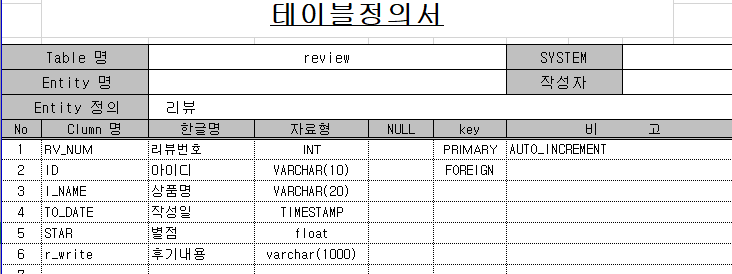 테이블정의서
Table 명 review SYSTEM
Entity 명 작성자
Entity 정의 리뷰
No Clumn 명 한글명 자료형 NULL key 비 고
1 RV_NUM 리뷰번호 INT PRIMARY AUTO_INCREMENT
2 ID 아이디 VARCHAR(10) FOREIGN
3 I_NAME 상품명 VARCHAR(20)
4 TO_DATE 작성일 TIMESTAMP
5 STAR 별점 float
6 r_write 후기내용 varchar(1000)